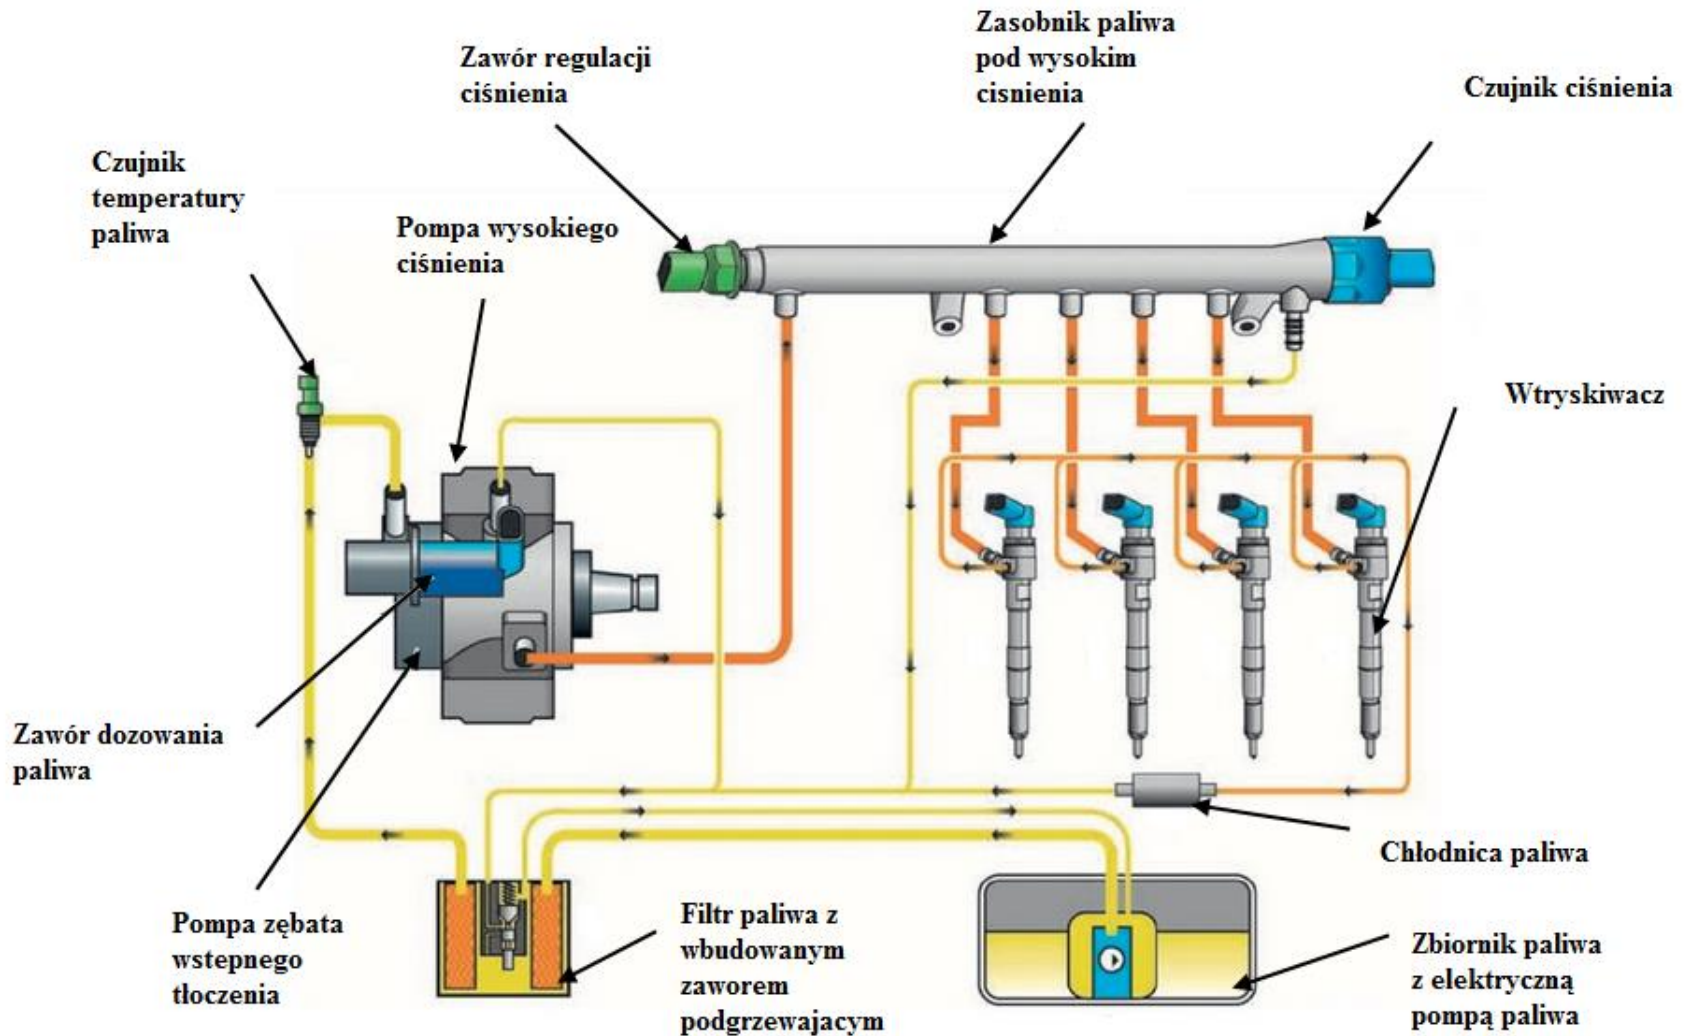 Zasobnik paliwa
pod wysokim
cisnienia
Zawór regulacji
ciśnienia
Czujnik ciśnienia
Czujnik
temperatury
paliwa
Pompa wysokiego
ciśnienia
Wtryskiwacz
Zawór dozowania
paliwa
Chłodnica paliwa
Pompa zębata
wstepnego
tłoczenia
Filtr paliwa z
wbudowanym
zaworem
podgrzewajacym
Zbiornik paliwa
z elektryczną
pompą paliwa